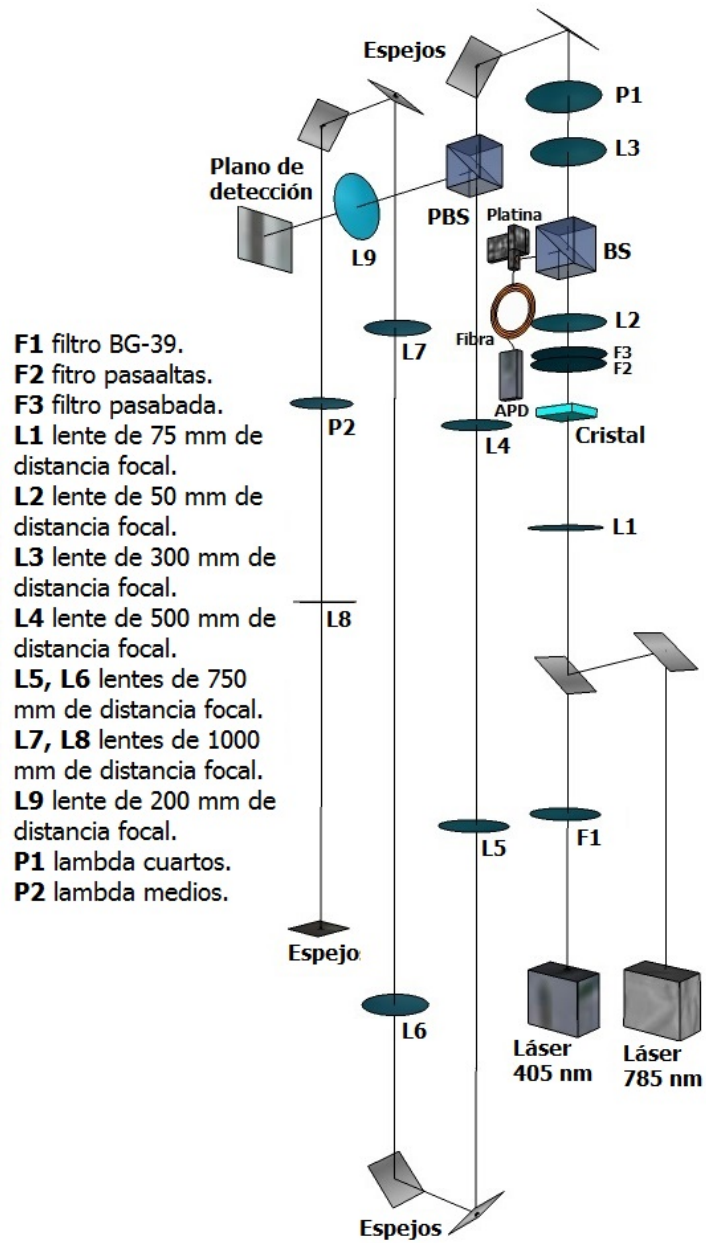 Espejos
P1
L3
Plano de
detección
PBS
Platina
BS
L9
L2
L7
Fibra
F3
F2
APD
P2
L4
Cristal
L1
L8
F1 filtro BG-39.
F2 fitro pasaaltas.
F3 filtro pasabada.
L1 lente de 75 mm de
distancia focal.
L2 lente de 50 mm de
distancia focal.
L3 lente de 300 mm de
distancia focal.
L4 lente de 500 mm de
distancia focal.
L5, L6 lentes de 750
mm de distancia focal.
L7, L8 lentes de 1000
mm de distancia focal.
L9 lente de 200 mm de
distancia focal.
P1 lambda cuartos.
P2 lambda medios.
L5
F1
Espejo
L6
Láser
405 nm
Láser
785 nm
Espejos